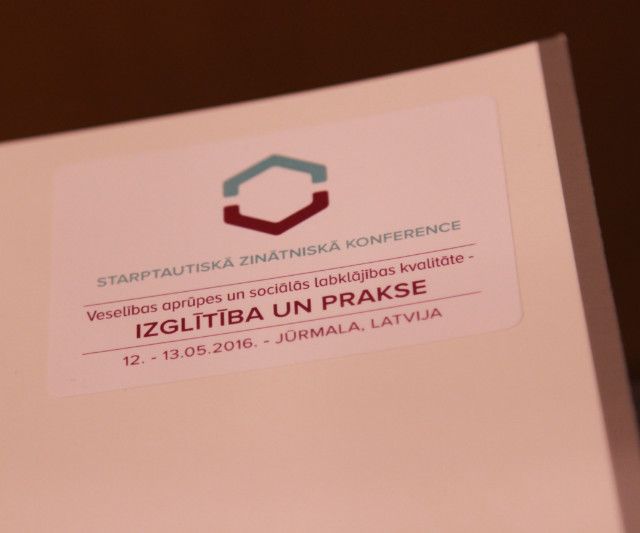 STARPTAUTISKĀ ZINĀTNISKĀ KONFERENCE
Veselības aprūpes un sociālās labklājības kvalitāte -
IZGLĪTĪBA UN PRAKSE
12. - 13.05.2016. - JŪRMALA, LATVIJA